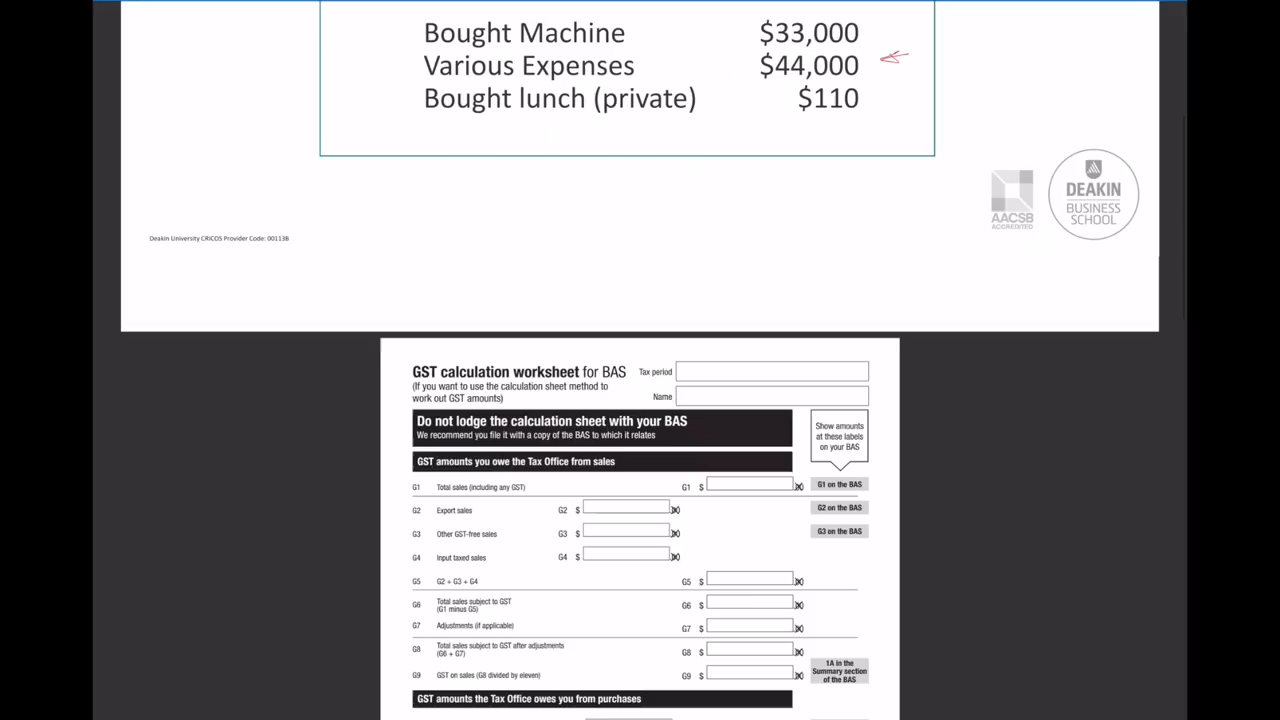 Bought Machine $33,000
Various Expenses $44,000
Bought lunch (private) $110
AACSB
ACCREDITED
DEAKIN
BUSINESS
SCHOOL
Deakin University CRICOS Provider Code: 00113B
GST calculation worksheet for BAS Tax period
(If you want to use the calculation sheet method to
work out GST amounts) Name
Do not lodge the calculation sheet with your BAS
We recommend you file it with a copy of the BAS to which it relates
Show amounts
at these labels
on your BAS
GST amounts you owe the Tax Office from sales
G1 Total sales (including any GST) G1 $ G1 on the BAS
G2 Export sales G2 $ G2 on the BAS
G3 Other GST-free sales G3 $ G3 on the BAS
G4 Input taxed sales G4 $
G5 G2 + G3 + G4 G5 $
G6 Total sales subject to GST
(G1 minus G5) G6 $
G7 Adjustments (if applicable) G7 $
G8 Total sales subject to GST after adjustments
(G6 + G7) G8 $
G9 GST on sales (G8 divided by eleven) G9 $
1A in the
Summary section
of the BAS
GST amounts the Tax Office owes you from purchases